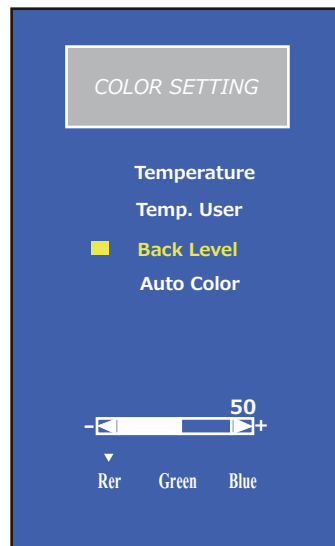 COLOR SETTING
Temperature
Temp. User
Back Level
Auto Color
50
– +
Rer Green Blue